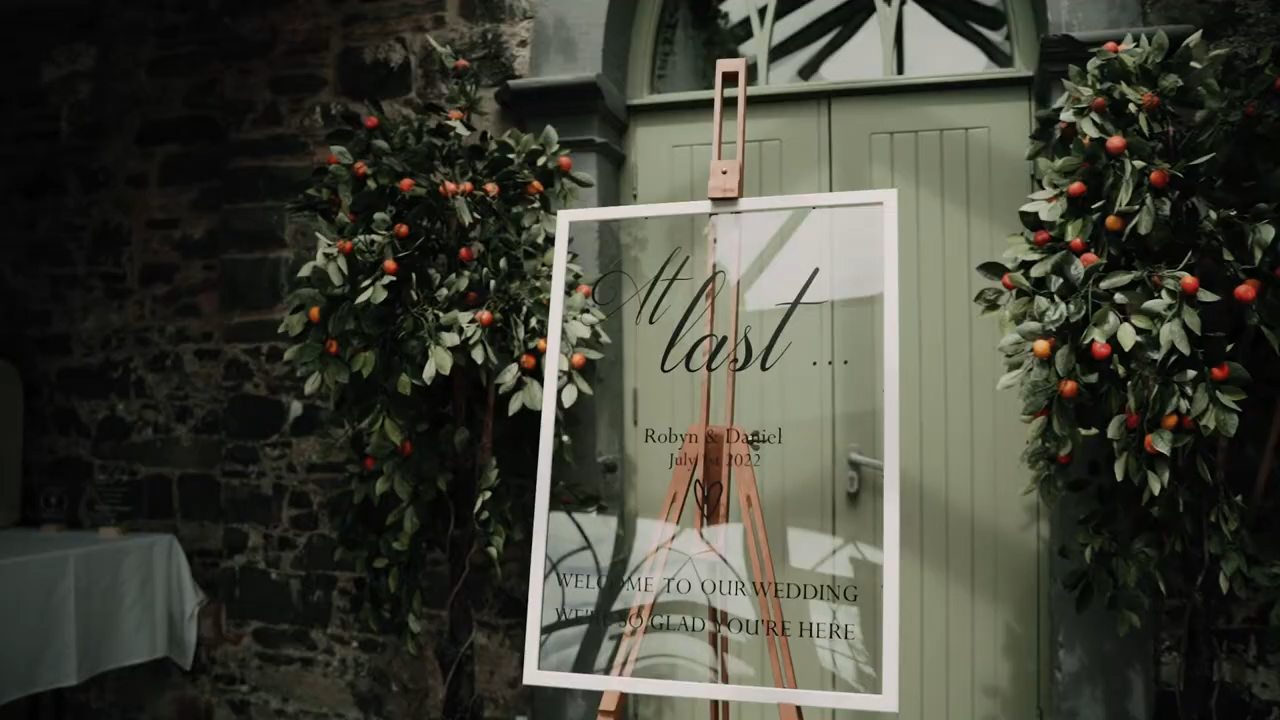 At
last ...
Robyn & Daniel
July 1st 2022
WELCOME TO OUR WEDDING
WE'RE SO GLAD YOU'RE HERE